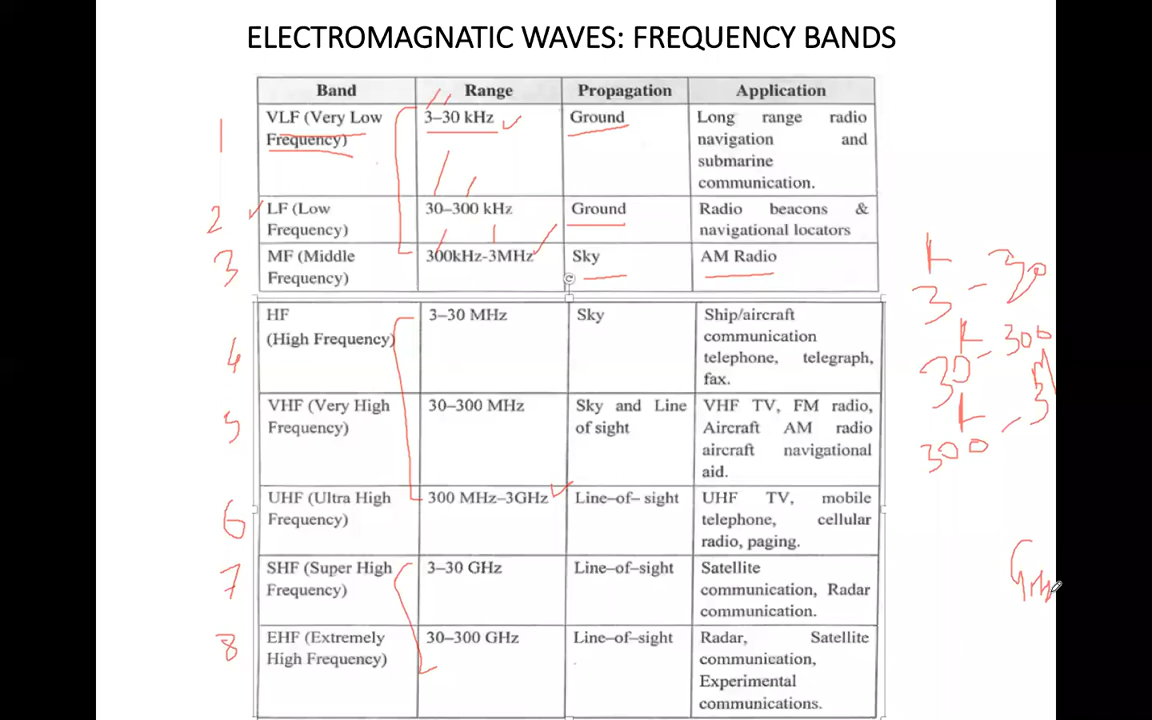 ELECTROMAGNATIC WAVES: FREQUENCY BANDS
Band Range Propagation Application
1 VLF (Very Low 3–30 kHz Ground Long range radio
Frequency) navigation and
submarine
communication.
2 LF (Low 30–300 kHz Ground Radio beacons &
Frequency) navigational locators
3 MF (Middle 300kHz-3MHz Sky AM Radio
Frequency)
HF 3–30 MHz Sky Ship/aircraft
4 (High Frequency) communication
telephone, telegraph,
fax.
5 VHF (Very High 30–300 MHz Sky and Line VHF TV, FM radio,
Frequency) of sight Aircraft AM radio
aircraft navigational
aid.
6 UHF (Ultra High 300 MHz–3GHz Line–of– sight UHF TV, mobile
Frequency) telephone, cellular
radio, paging.
7 SHF (Super High 3–30 GHz Line–of–sight Satellite
Frequency) communication, Radar
communication.
8 EHF (Extremely 30–300 GHz Line–of–sight Radar, Satellite
High Frequency) communication,
Experimental
communications.
K
3 - 30
K
30 - 300
K M
300 - 3